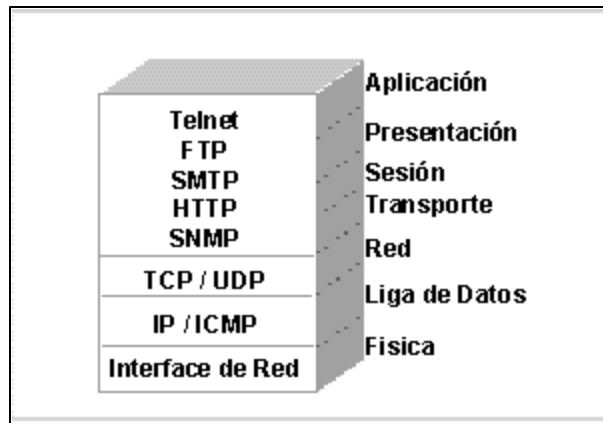 Telnet
FTP
SMTP
HTTP
SNMP
TCP / UDP
IP / ICMP
Interface de Red
Aplicación
Presentación
Sesión
Transporte
Red
Liga de Datos
Fisica